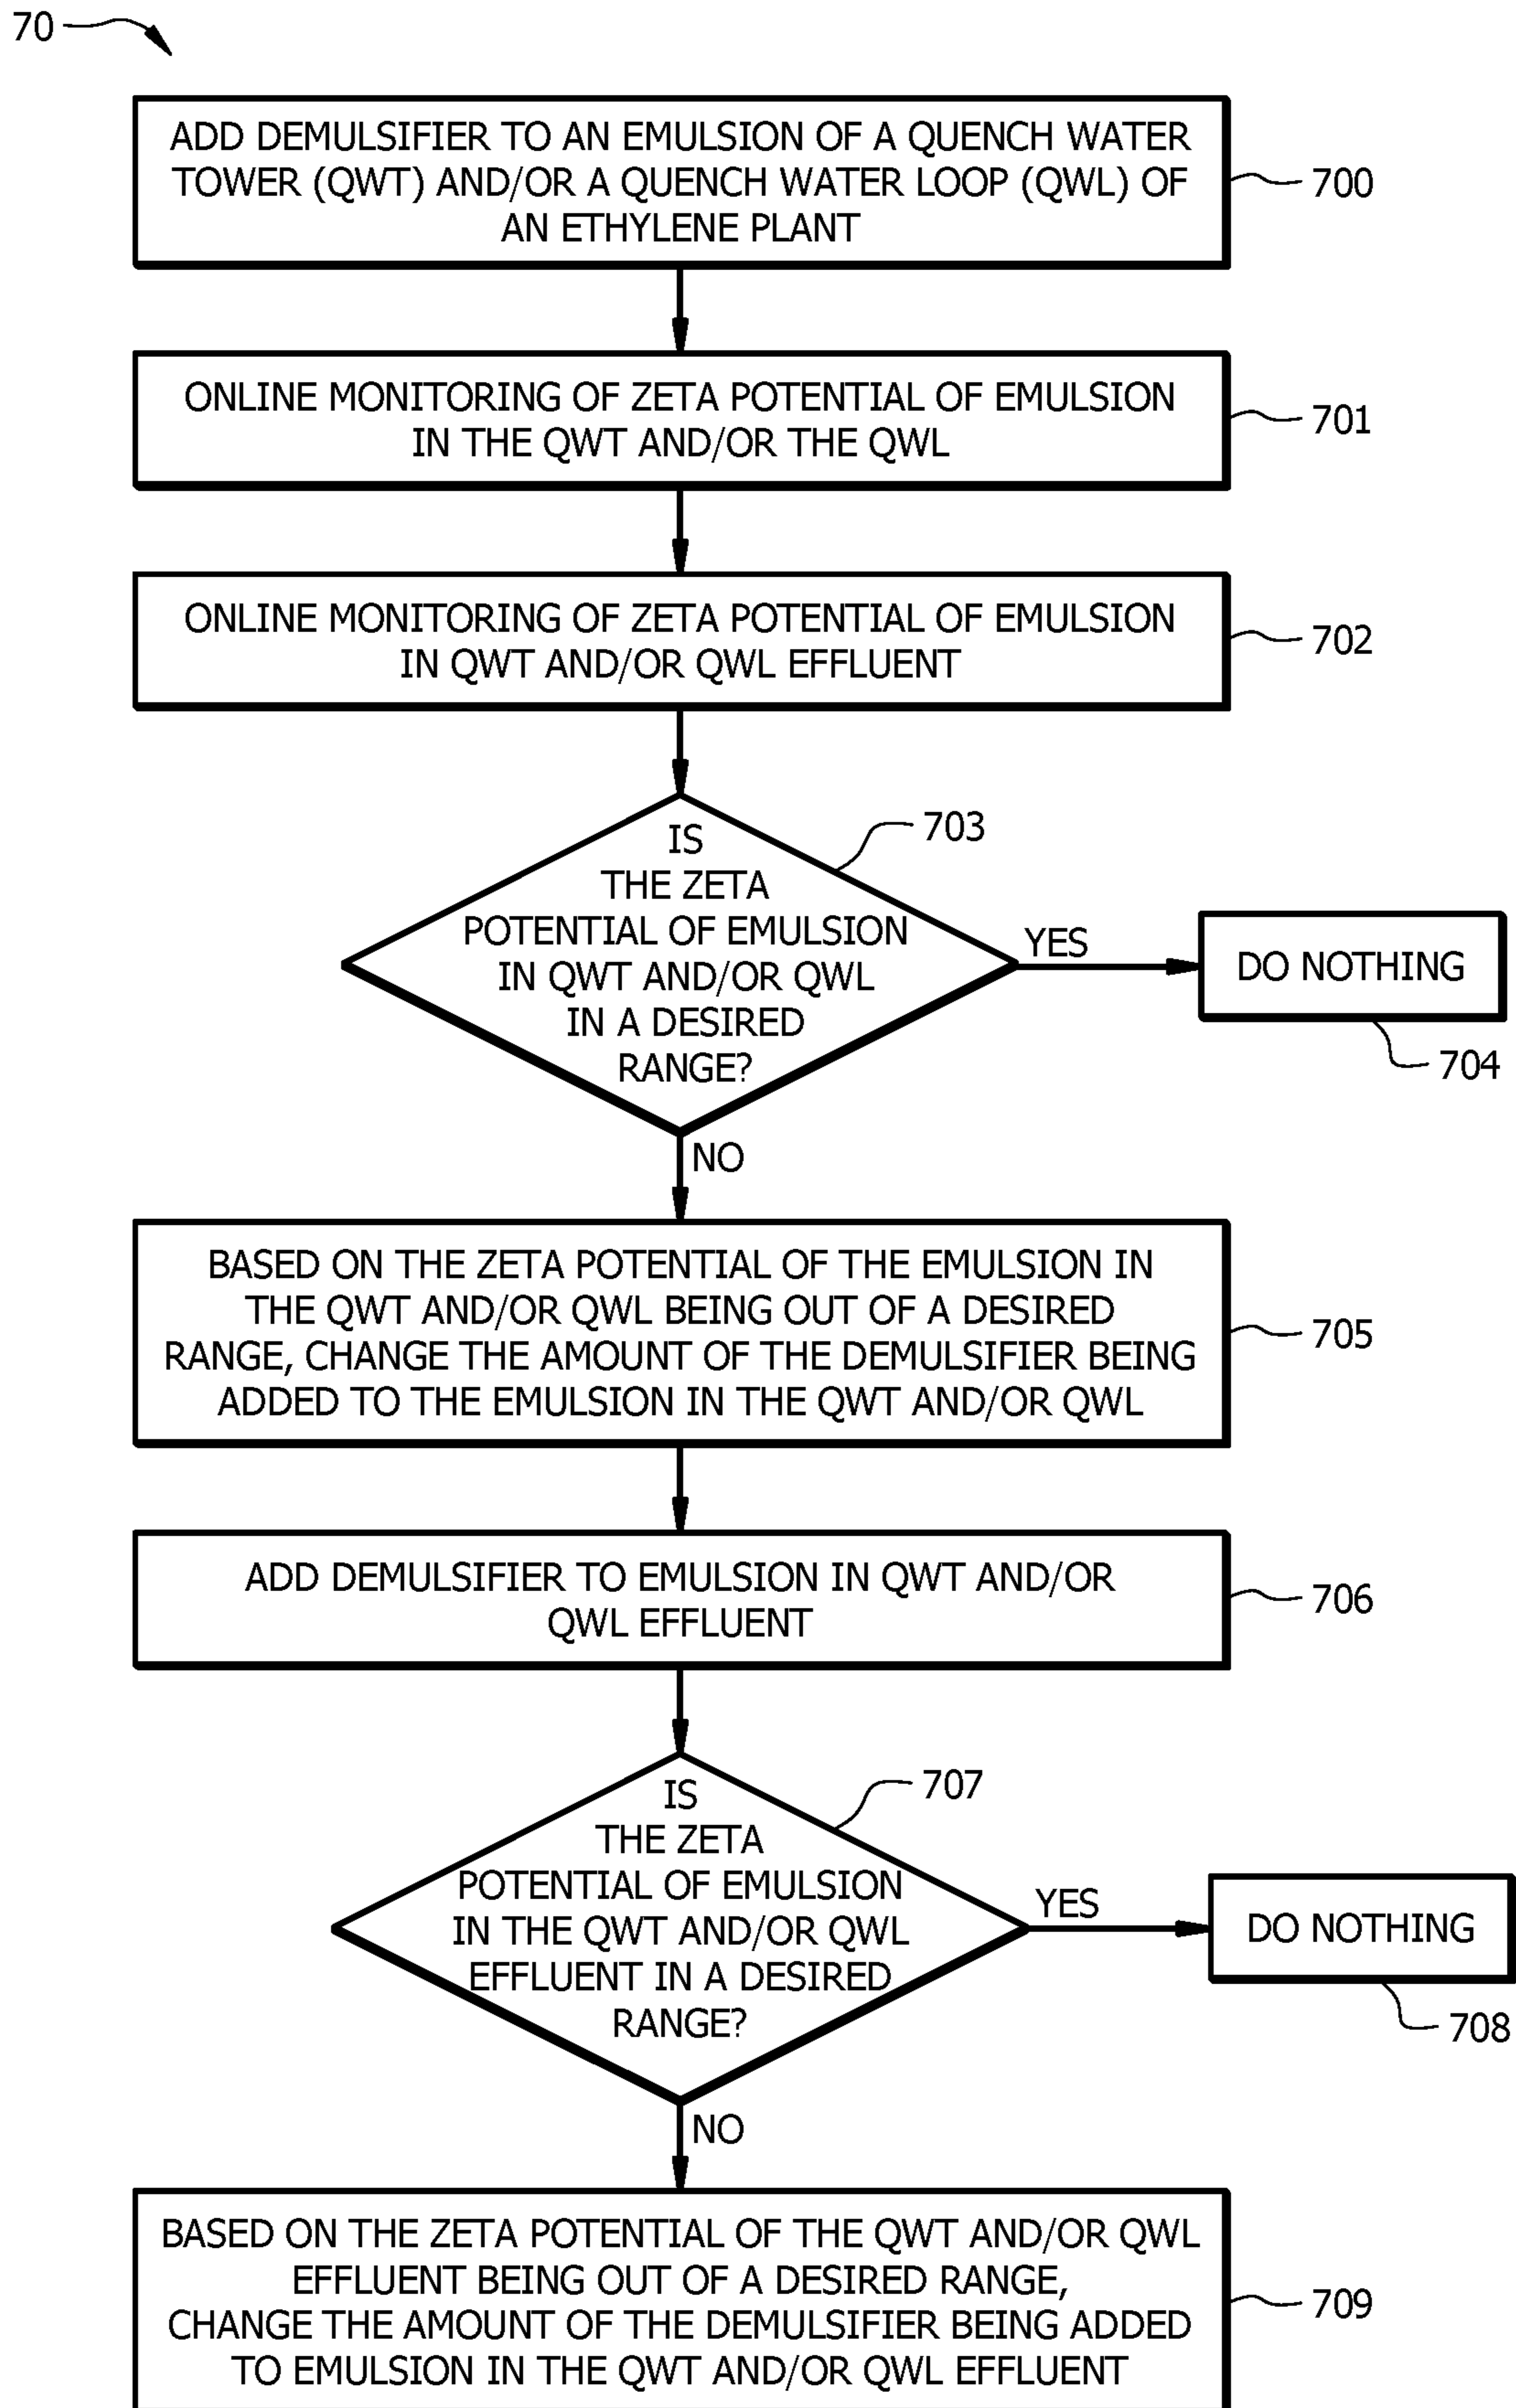 70
ADD DEMULSIFIER TO AN EMULSION OF A QUENCH WATER
TOWER (QWT) AND/OR A QUENCH WATER LOOP (QWL) OF
AN ETHYLENE PLANT
700
ONLINE MONITORING OF ZETA POTENTIAL OF EMULSION
IN THE QWT AND/OR THE QWL
701
ONLINE MONITORING OF ZETA POTENTIAL OF EMULSION
IN QWT AND/OR QWL EFFLUENT
702
IS
THE ZETA
POTENTIAL OF EMULSION
IN QWT AND/OR QWL
IN A DESIRED
RANGE?
703
YES
DO NOTHING
704
NO
BASED ON THE ZETA POTENTIAL OF THE EMULSION IN
THE QWT AND/OR QWL BEING OUT OF A DESIRED
RANGE, CHANGE THE AMOUNT OF THE DEMULSIFIER BEING
ADDED TO THE EMULSION IN THE QWT AND/OR QWL
705
ADD DEMULSIFIER TO EMULSION IN QWT AND/OR
QWL EFFLUENT
706
IS
THE ZETA
POTENTIAL OF EMULSION
IN THE QWT AND/OR QWL
EFFLUENT IN A DESIRED
RANGE?
707
YES
DO NOTHING
708
NO
BASED ON THE ZETA POTENTIAL OF THE QWT AND/OR QWL
EFFLUENT BEING OUT OF A DESIRED RANGE,
CHANGE THE AMOUNT OF THE DEMULSIFIER BEING ADDED
TO EMULSION IN THE QWT AND/OR QWL EFFLUENT
709